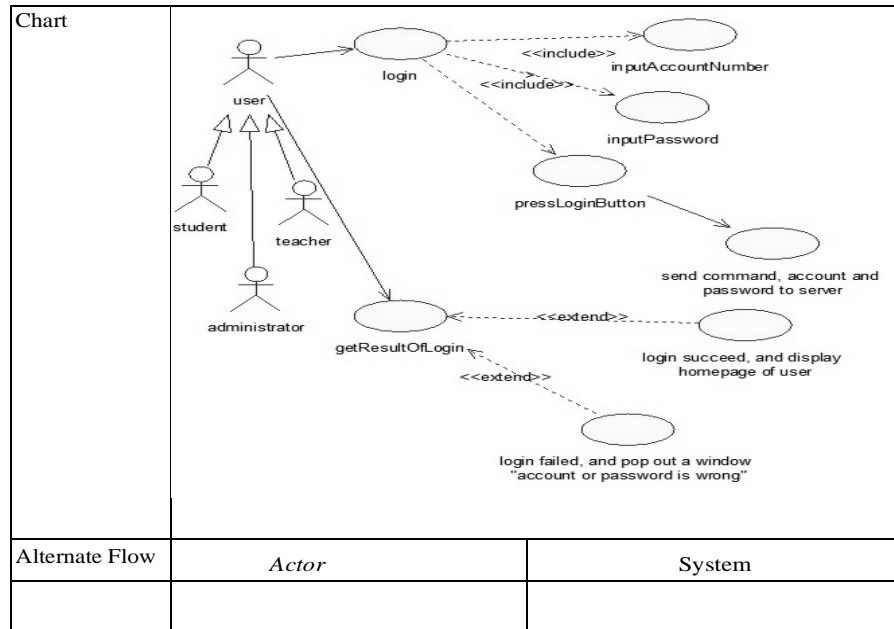 Chart
user
login
<<include>>
inputAccountNumber
<<include>>
inputPassword
pressLoginButton
student
teacher
administrator
send command, account and
password to server
getResultOfLogin
<<extend>>
login succeed, and display
homepage of user
<<extend>>
login failed, and pop out a window
"account or password is wrong"
Alternate Flow
Actor
System